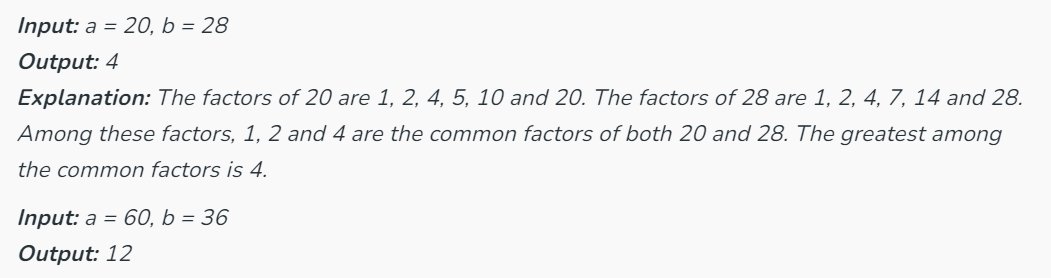 Input: a = 20, b = 28
Output: 4
Explanation: The factors of 20 are 1, 2, 4, 5, 10 and 20. The factors of 28 are 1, 2, 4, 7, 14 and 28.
Among these factors, 1, 2 and 4 are the common factors of both 20 and 28. The greatest among
the common factors is 4.
Input: a = 60, b = 36
Output: 12